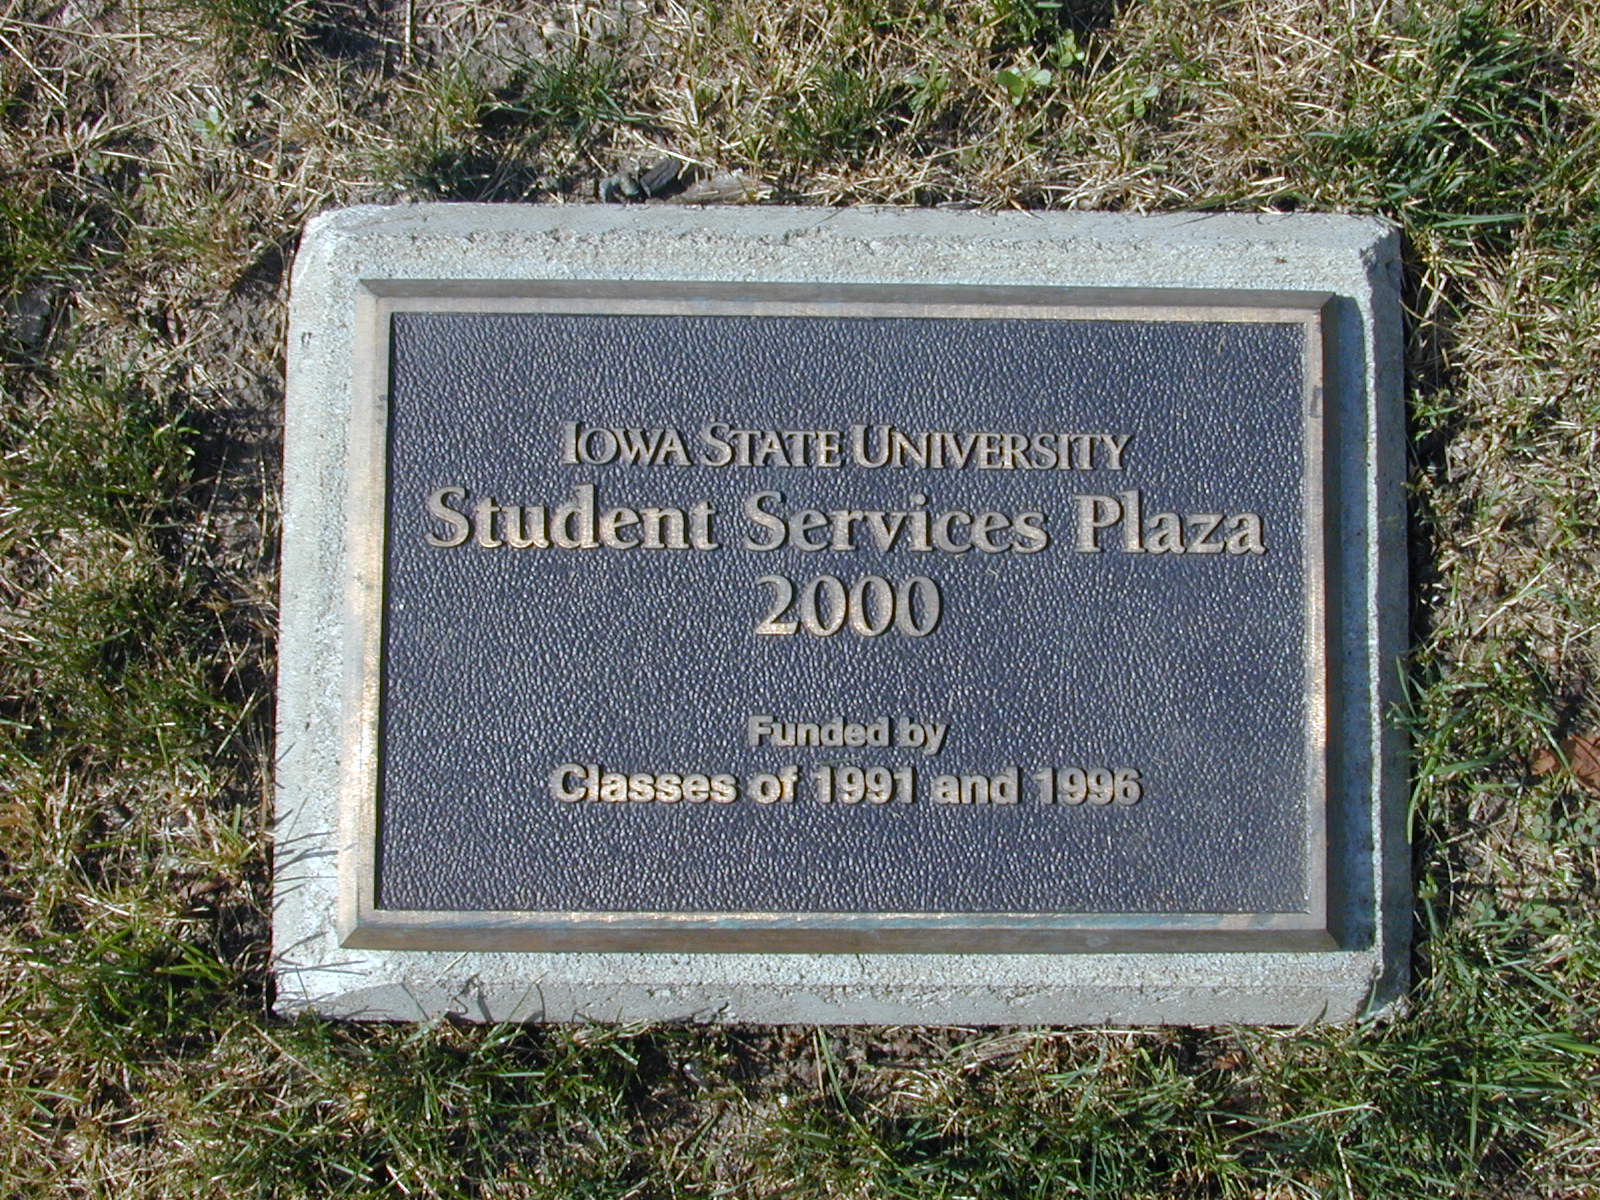 IOWA STATE UNIVERSITY
Student Services Plaza
2000
Funded by
Classes of 1991 and 1996